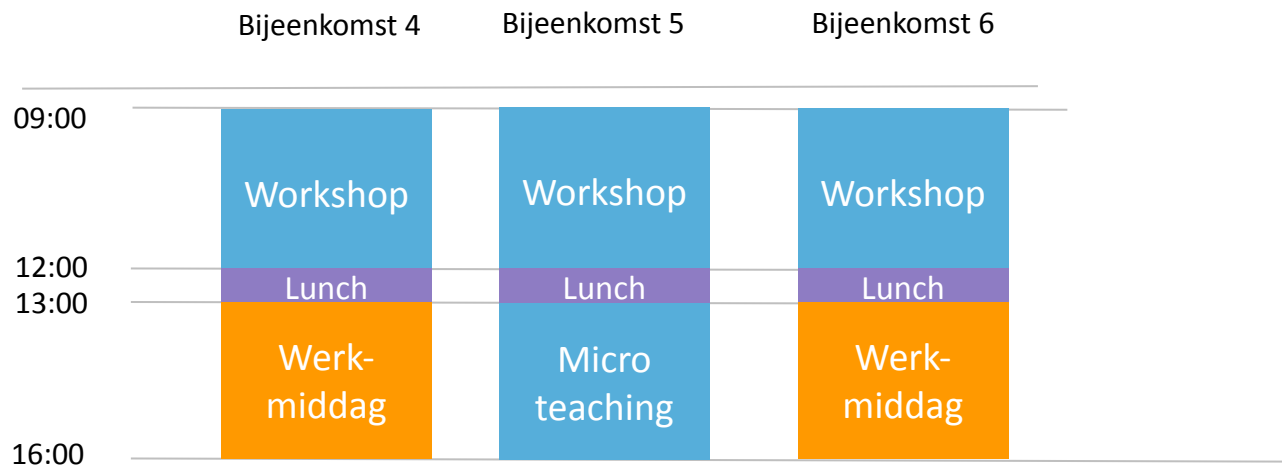 Bijeenkomst 4 Bijeenkomst 5 Bijeenkomst 6
09:00
Workshop Workshop Workshop
12:00
Lunch Lunch Lunch
13:00
Werk- Micro Werk-
middag teaching middag
16:00